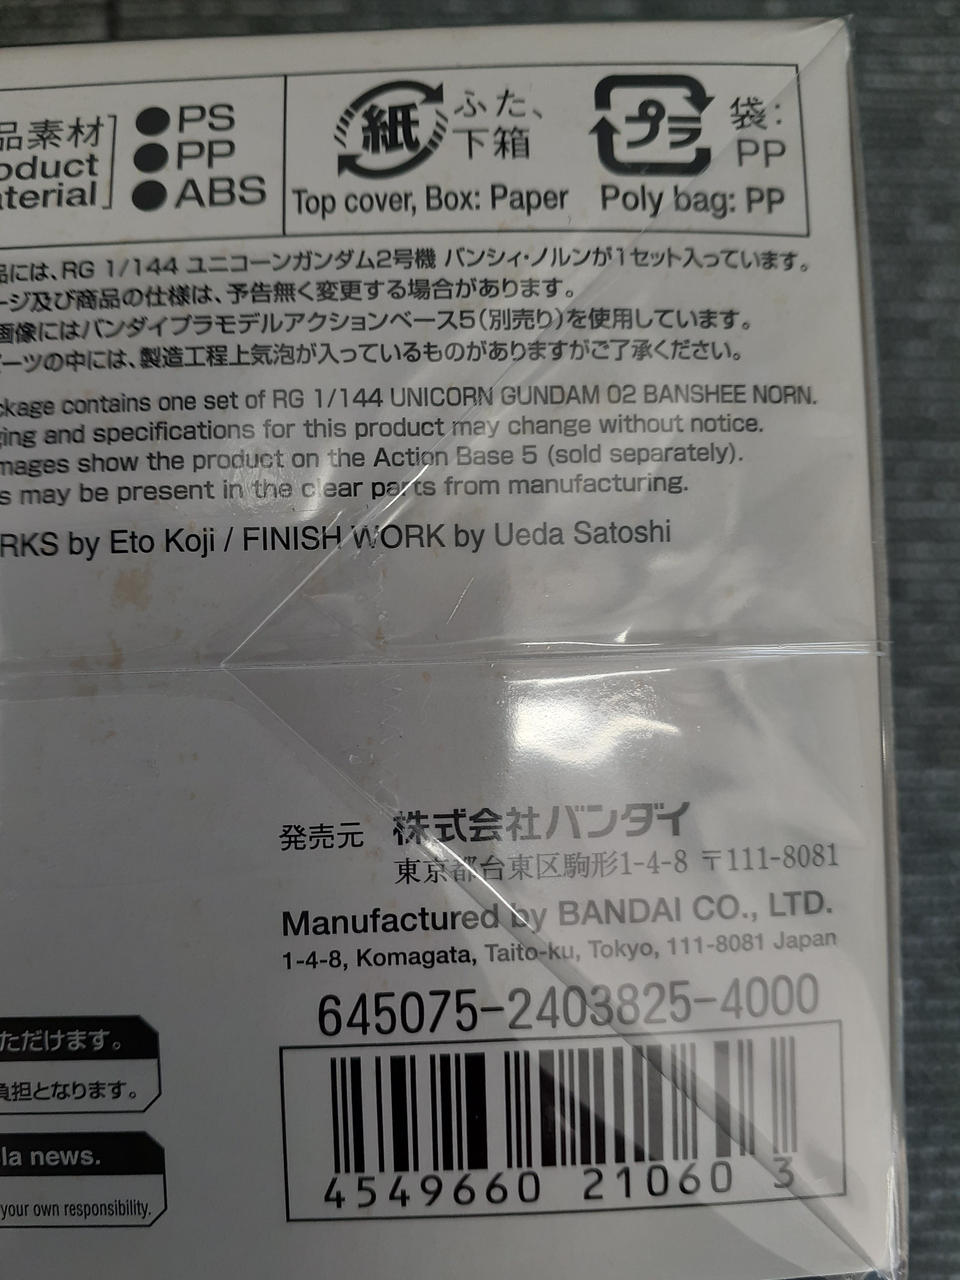 品素材]
oduct
aterial]
●PS
●PP
●ABS
紙
ふた、
下箱
Top cover, Box: Paper
プラ
袋:
PP
Poly bag: PP
品には、RG 1/144 ユニコーンガンダム2号機 バンシィ・ノルンが1セット入っています。
ージ及び商品の仕様は、予告無く変更する場合があります。
画像にはバンダイプラモデルアクションベース5(別売り)を使用しています。
ーツの中には、製造工程上気泡が入っているものがありますがご了承ください。
ckage contains one set of RG 1/144 UNICORN GUNDAM 02 BANSHEE NORN.
ging and specifications for this product may change without notice.
mages show the product on the Action Base 5 (sold separately).
s may be present in the clear parts from manufacturing.
RKS by Eto Koji / FINISH WORK by Ueda Satoshi
発売元 株式会社バンダイ
東京都台東区駒形1-4-8 〒111-8081
Manufactured by BANDAI CO., LTD.
1-4-8, Komagata, Taito-ku, Tokyo, 111-8081 Japan
645075-2403825-4000
4549660 210603
ただけます。
負担となります。
la news.
your own responsibility.